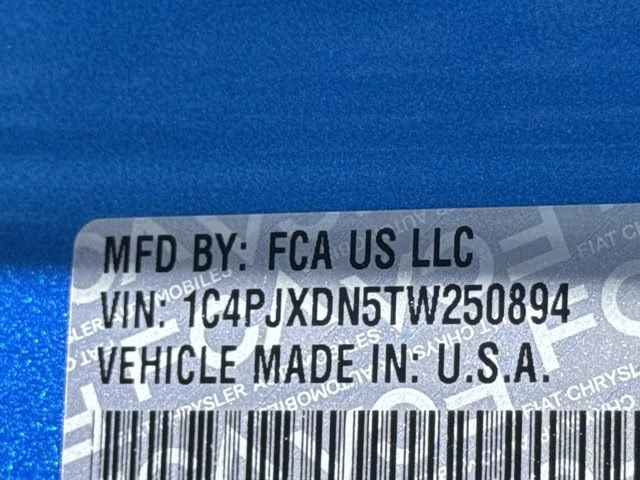 MFD BY: FCA US LLC
VIN: 1C4PJXDN5TW250894
VEHICLE MADE IN: U.S.A.